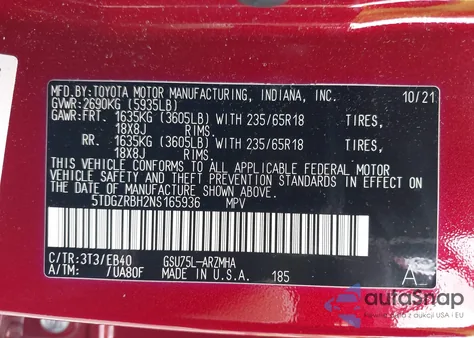 MFD.BY:TOYOTA MOTOR MANUFACTURING, INDIANA, INC. 10/21
GVWR:2690KG (5935LB)
GAWR:FRT. 1635KG (3605LB) WITH 235/65R18 TIRES,
18X8J RIMS.
RR. 1635KG (3605LB) WITH 235/65R18 TIRES,
18X8J RIMS.
THIS VEHICLE CONFORMS TO ALL APPLICABLE FEDERAL MOTOR
VEHICLE SAFETY AND THEFT PREVENTION STANDARDS IN
EFFECT ON THE DATE OF MANUFACTURE SHOWN ABOVE.
5TDGZRBH2NS165936 MPV
C/TR:3T3/EB40 GSU75L-ARZMHA
A/TM: /UA80F MADE IN U.S.A. 185 A
autoSnap